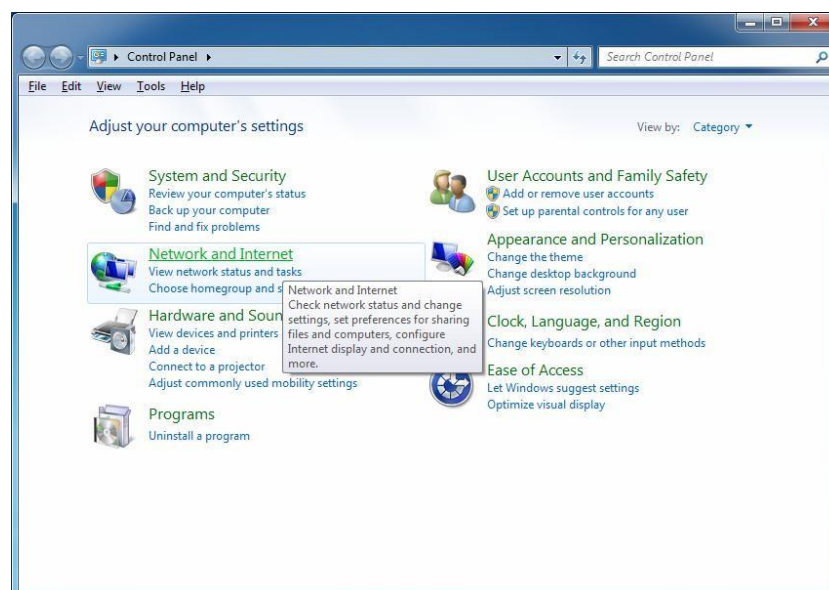 Control Panel
Search Control Panel
File Edit View Tools Help
Adjust your computer's settings
View by: Category
System and Security
Review your computer's status
Back up your computer
Find and fix problems
Network and Internet
View network status and tasks
Choose homegroup and s
Network and Internet
Check network status and change
settings, set preferences for sharing
files and computers, configure
Internet display and connection, and
more.
Hardware and Soun
View devices and printers
Add a device
Connect to a projector
Adjust commonly used mobility settings
Programs
Uninstall a program
User Accounts and Family Safety
Add or remove user accounts
Set up parental controls for any user
Appearance and Personalization
Change the theme
Change desktop background
Adjust screen resolution
Clock, Language, and Region
Change keyboards or other input methods
Ease of Access
Let Windows suggest settings
Optimize visual display